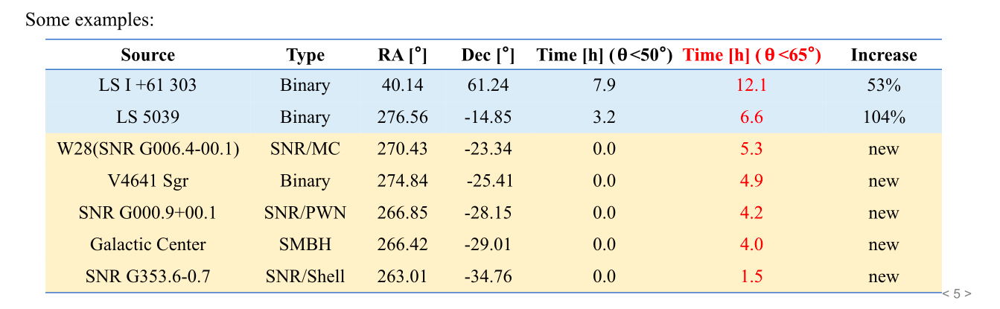 Some examples:
Source Type RA [°] Dec [°] Time [h] (θ<50°) Time [h] (θ<65°) Increase
LS I +61 303 Binary 40.14 61.24 7.9 12.1 53%
LS 5039 Binary 276.56 -14.85 3.2 6.6 104%
W28(SNR G006.4-00.1) SNR/MC 270.43 -23.34 0.0 5.3 new
V4641 Sgr Binary 274.84 -25.41 0.0 4.9 new
SNR G000.9+00.1 SNR/PWN 266.85 -28.15 0.0 4.2 new
Galactic Center SMBH 266.42 -29.01 0.0 4.0 new
SNR G353.6-0.7 SNR/Shell 263.01 -34.76 0.0 1.5 new
< 5 >